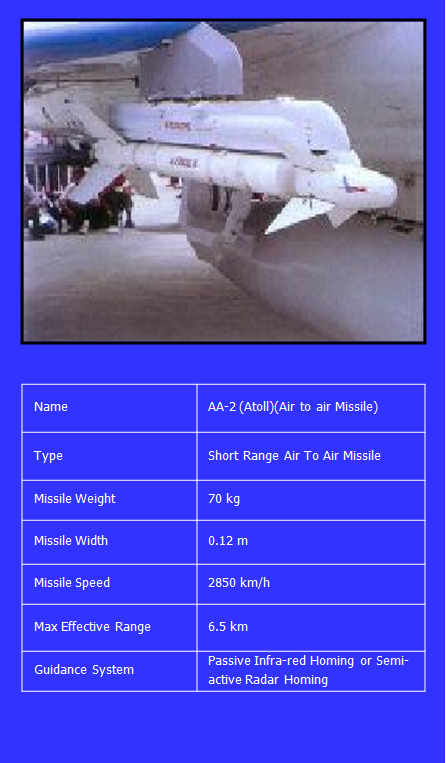 Name
AA-2 (Atoll)(Air to air Missile)
Type
Short Range Air To Air Missile
Missile Weight
70 kg
Missile Width
0.12 m
Missile Speed
2850 km/h
Max Effective Range
6.5 km
Guidance System
Passive Infra-red Homing or Semi-
active Radar Homing